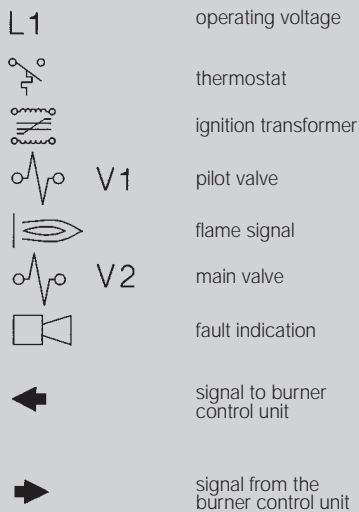 L1 operating voltage
thermostat
ignition transformer
V1 pilot valve
flame signal
V2 main valve
fault indication
signal to burner
control unit
signal from the
burner control unit